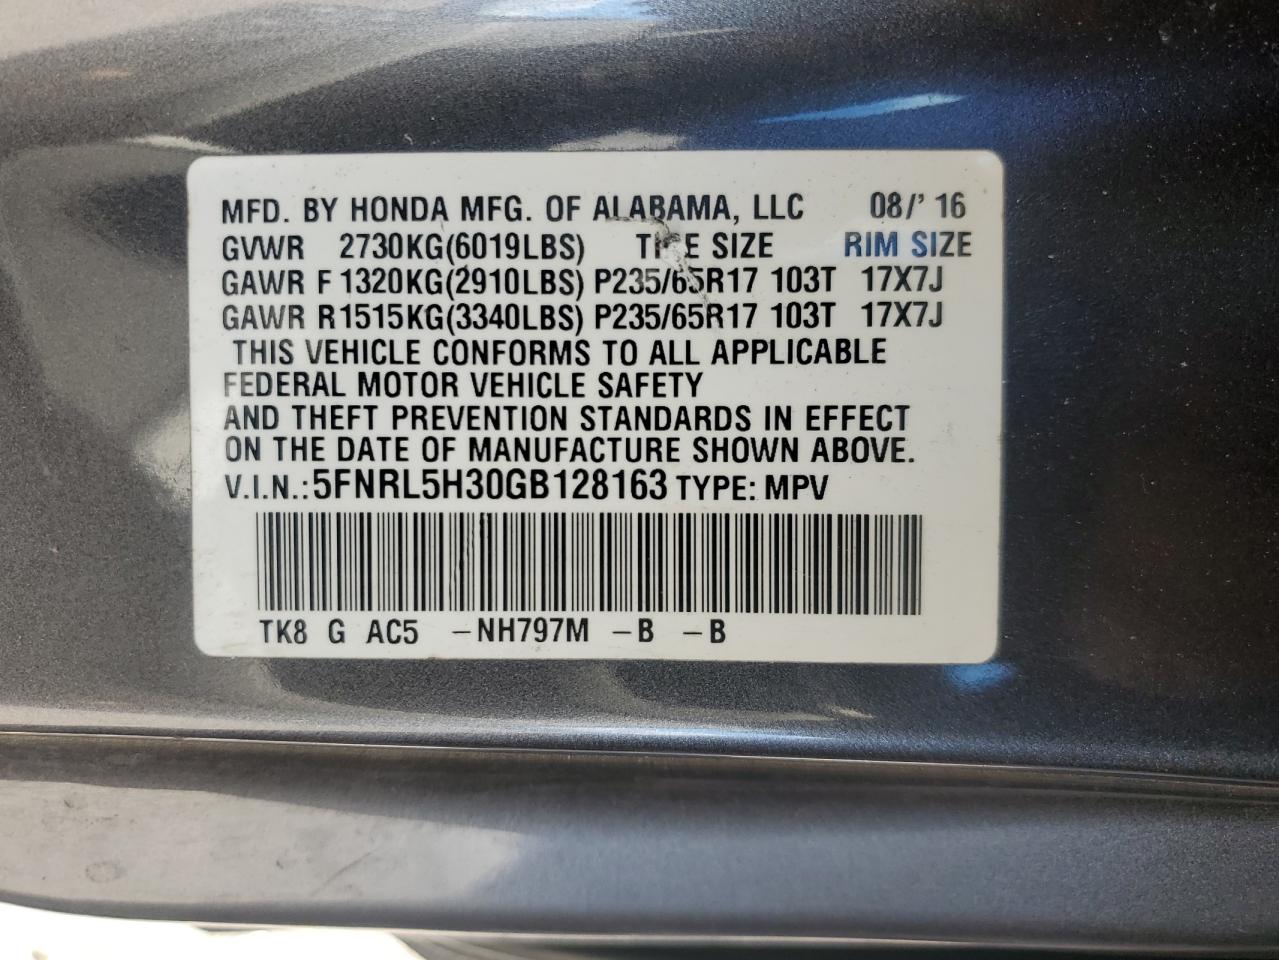 MFD. BY HONDA MFG. OF ALABAMA, LLC 08/' 16
GVWR 2730KG(6019LBS) TIRE SIZE RIM SIZE
GAWR F 1320KG(2910LBS) P235/65R17 103T 17X7J
GAWR R1515KG(3340LBS) P235/65R17 103T 17X7J
THIS VEHICLE CONFORMS TO ALL APPLICABLE
FEDERAL MOTOR VEHICLE SAFETY
AND THEFT PREVENTION STANDARDS IN EFFECT
ON THE DATE OF MANUFACTURE SHOWN ABOVE.
V.I.N.: 5FNRL5H30GB128163 TYPE: MPV
TK8 G AC5 -NH797M -B -B